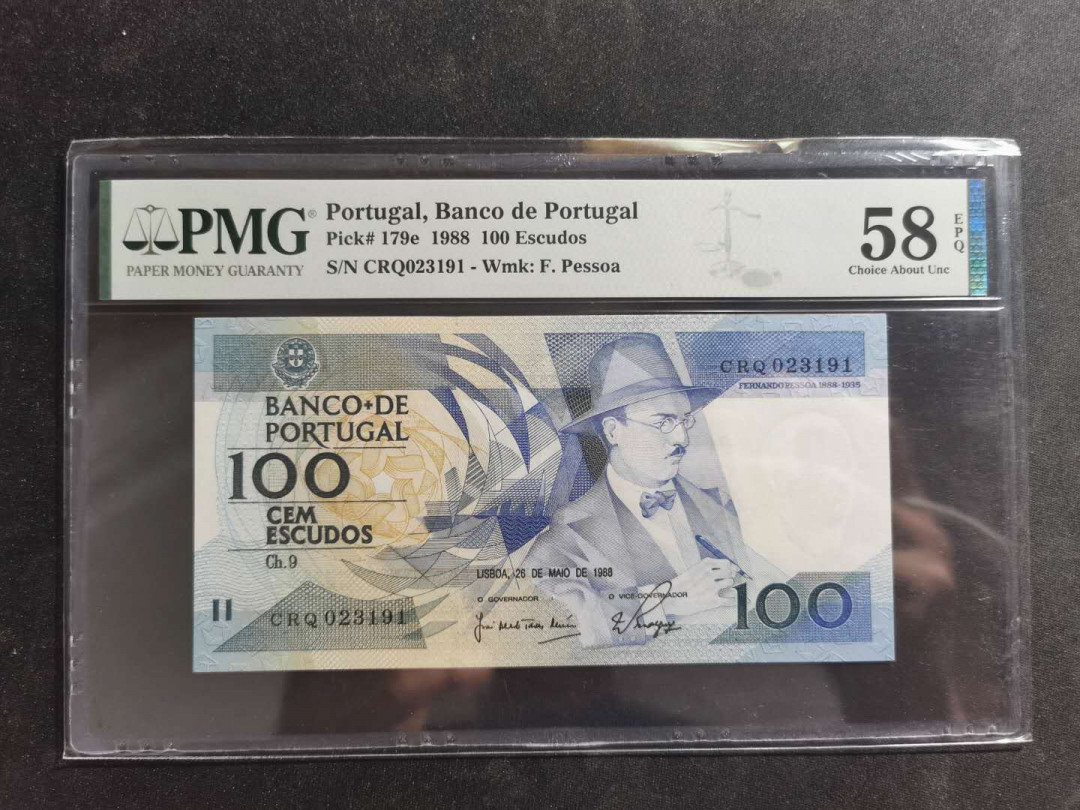 PMG®
PAPER MONEY GUARANTY
Portugal, Banco de Portugal
Pick# 179e 1988 100 Escudos
S/N CRQ023191 - Wmk: F. Pessoa
58
EPQ
Choice About Unc
CRQ 023191
FERNANDO PESSOA 1888-1935
BANCO DE
PORTUGAL
100
CEM
ESCUDOS
Ch. 9
LISBOA, 26 DE MAIO DE 1988
O GOVERNADOR
O VICE-GOVERNADOR
CRQ 023191
100